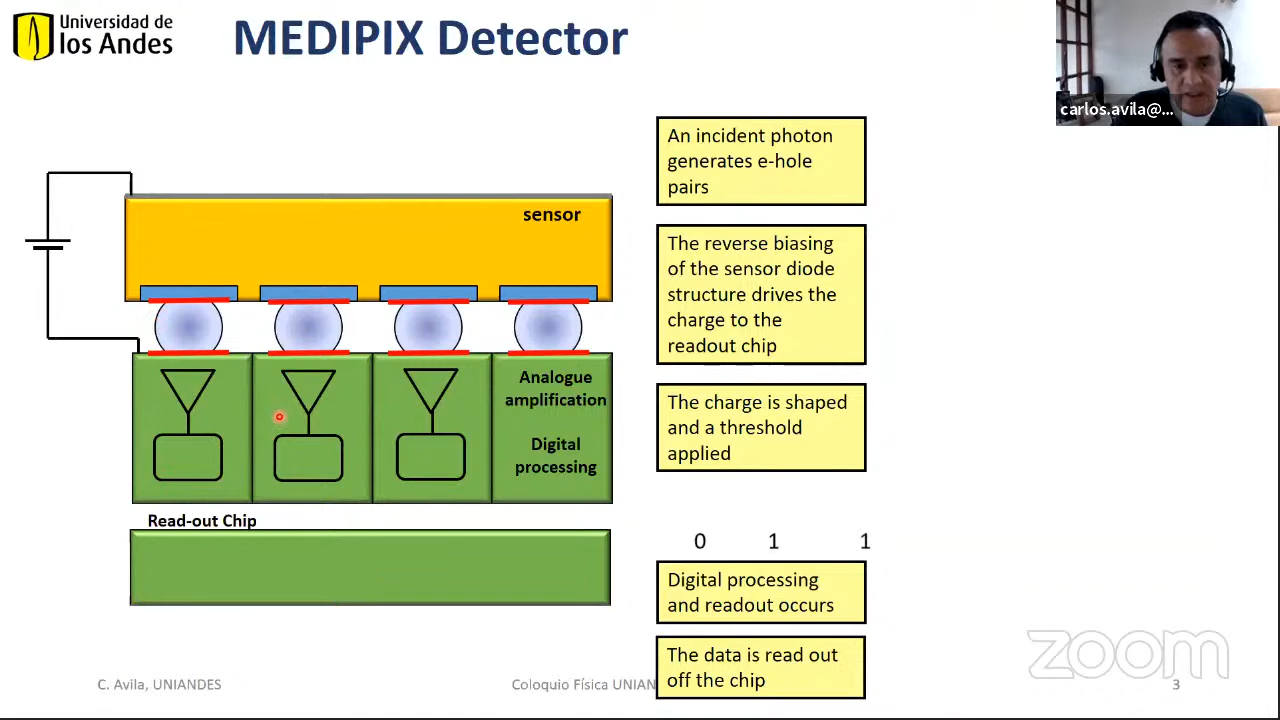 Universidad de
los Andes
MEDIPIX Detector
carlos.avila@...
An incident photon
generates e-hole
pairs
sensor
The reverse biasing
of the sensor diode
structure drives the
charge to the
readout chip
Analogue
amplification
Digital
processing
The charge is shaped
and a threshold
applied
Read-out Chip
0 1 1
Digital processing
and readout occurs
The data is read out
off the chip
C. Avila, UNIANDES
Coloquio Física UNIAN
3
zoom